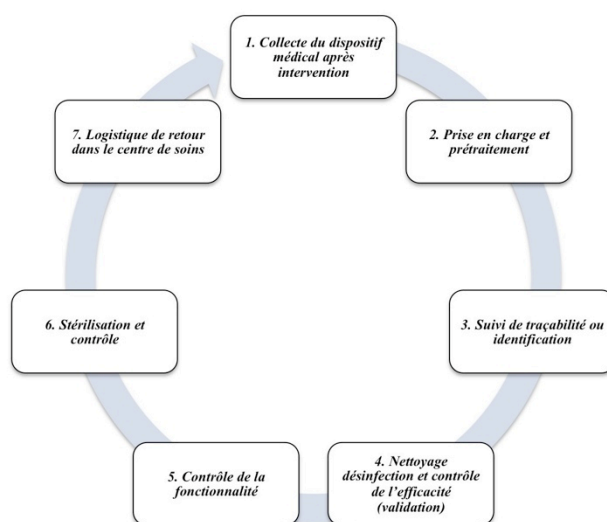 1. Collecte du dispositif
médical après
intervention
2. Prise en charge et
prétraitement
3. Suivi de traçabilité ou
identification
4. Nettoyage
désinfection et contrôle
de l’efficacité
(validation)
5. Contrôle de la
fonctionnalité
6. Stérilisation et
contrôle
7. Logistique de retour
dans le centre de soins